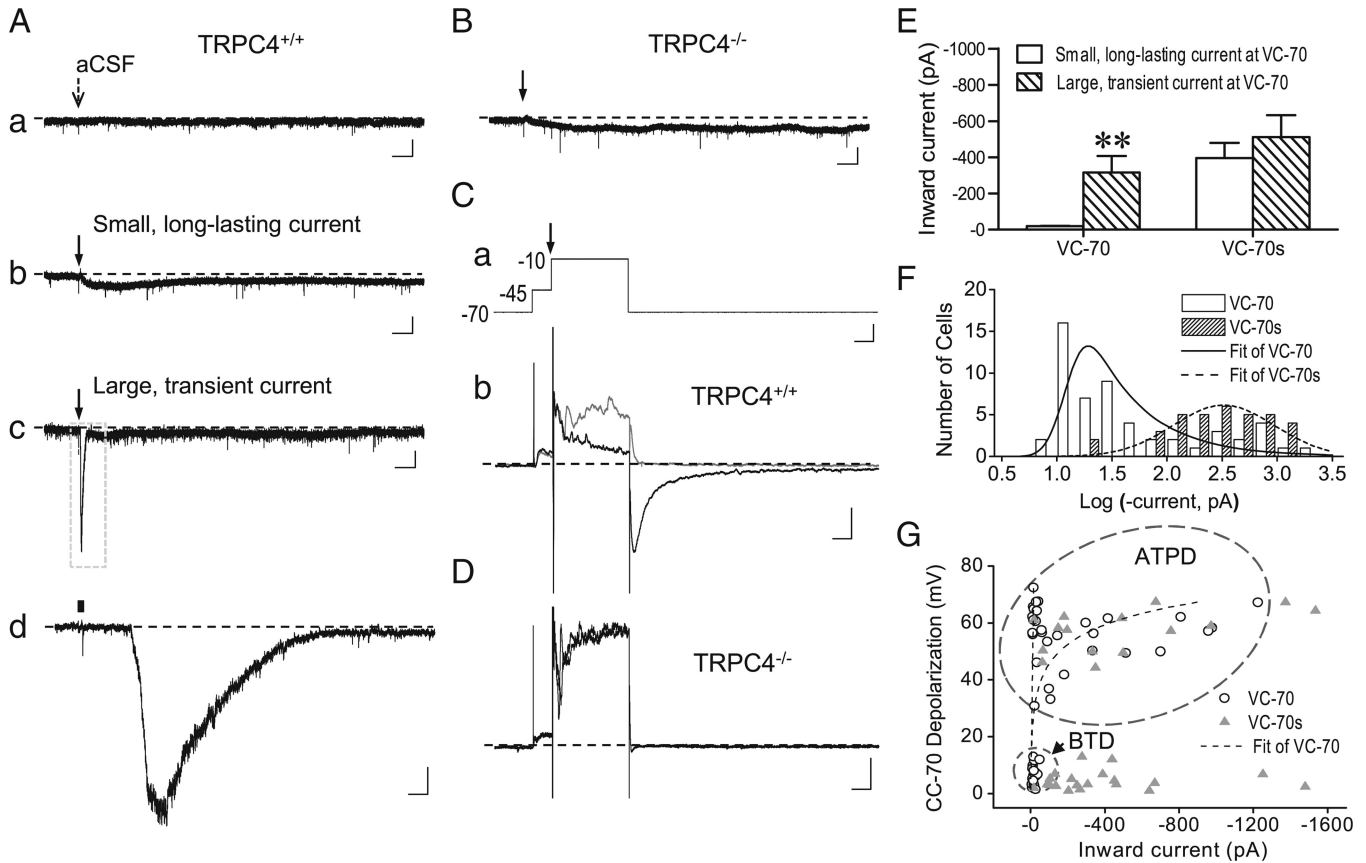 A
TRPC4+/+
aCSF
a
Small, long-lasting current
b
Large, transient current
c
d
B
TRPC4-/-
C
a
-10
-45
-70
b
TRPC4+/+
D
TRPC4-/-
E
Inward current (pA)
-1000
-800
-600
-400
-200
-0
Small, long-lasting current at VC-70
Large, transient current at VC-70
**
VC-70
VC-70s
F
Number of Cells
20
15
10
5
0
VC-70
VC-70s
Fit of VC-70
Fit of VC-70s
0.5 1.0 1.5 2.0 2.5 3.0 3.5
Log (-current, pA)
G
CC-70 Depolarization (mV)
80
60
40
20
0
ATPD
BTD
VC-70
VC-70s
Fit of VC-70
-0 -400 -800 -1200 -1600
Inward current (pA)